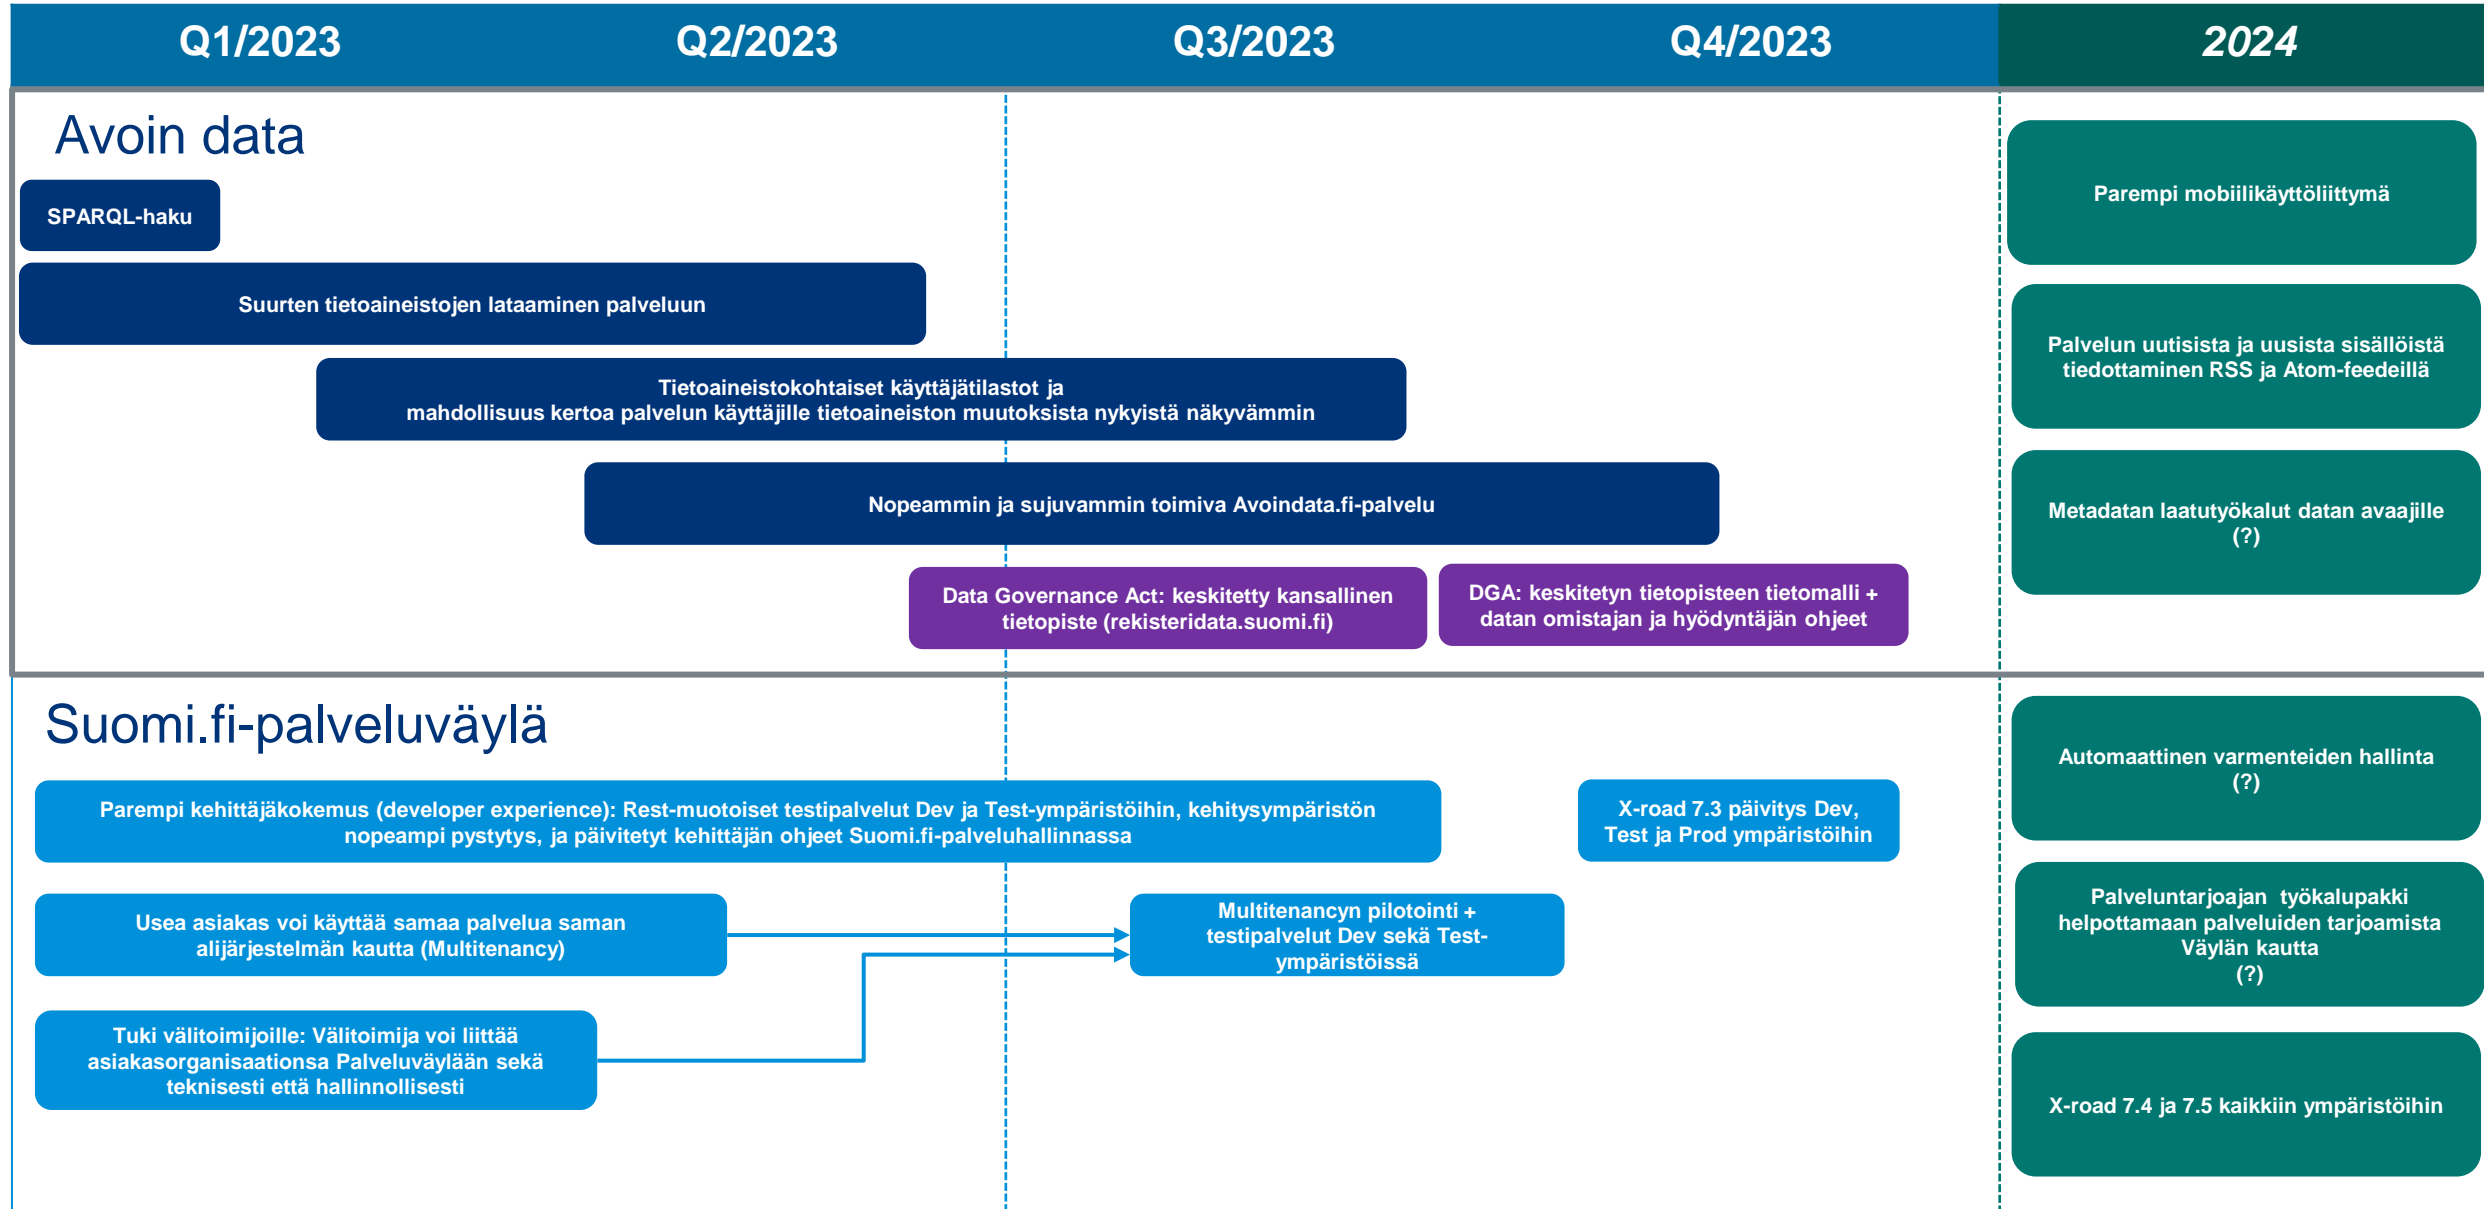 Q1/2023
Q2/2023
Q3/2023
Q4/2023
2024
Avoin data
SPARQL-haku
Suurten tietoaineistojen lataaminen palveluun
Tietoaineistokohtaiset käyttäjätilastot ja
mahdollisuus kertoa palvelun käyttäjille tietoaineiston muutoksista nykyistä näkyvämmin
Nopeammin ja sujuvammin toimiva Avoindata.fi-palvelu
Data Governance Act: keskitetty kansallinen
tietopiste (rekisteridata.suomi.fi)
DGA: keskitetyn tietopisteen tietomalli +
datan omistajan ja hyödyntäjän ohjeet
Parempi mobiilikäyttöliittymä
Palvelun uutisista ja uusista sisällöistä
tiedottaminen RSS ja Atom-feedeillä
Metadatan laatutyökalut datan avaajille
(?)
Suomi.fi-palveluväylä
Parempi kehittäjäkokemus (developer experience): Rest-muotoiset testipalvelut Dev ja Test-ympäristöihin, kehitysympäristön
nopeampi pystytys, ja päivitetyt kehittäjän ohjeet Suomi.fi-palveluhallinnassa
X-road 7.3 päivitys Dev,
Test ja Prod ympäristöihin
Usea asiakas voi käyttää samaa palvelua saman
alijärjestelmän kautta (Multitenancy)
Multitenancyn pilotointi +
testipalvelut Dev sekä Test-
ympäristöissä
Tuki välitoimijoille: Välitoimija voi liittää
asiakasorganisaationsa Palveluväylään sekä
teknisesti että hallinnollisesti
Automaattinen varmenteiden hallinta
(?)
Palveluntarjoajan työkalupakki
helpottamaan palveluiden tarjoamista
Väylän kautta
(?)
X-road 7.4 ja 7.5 kaikkiin ympäristöihin